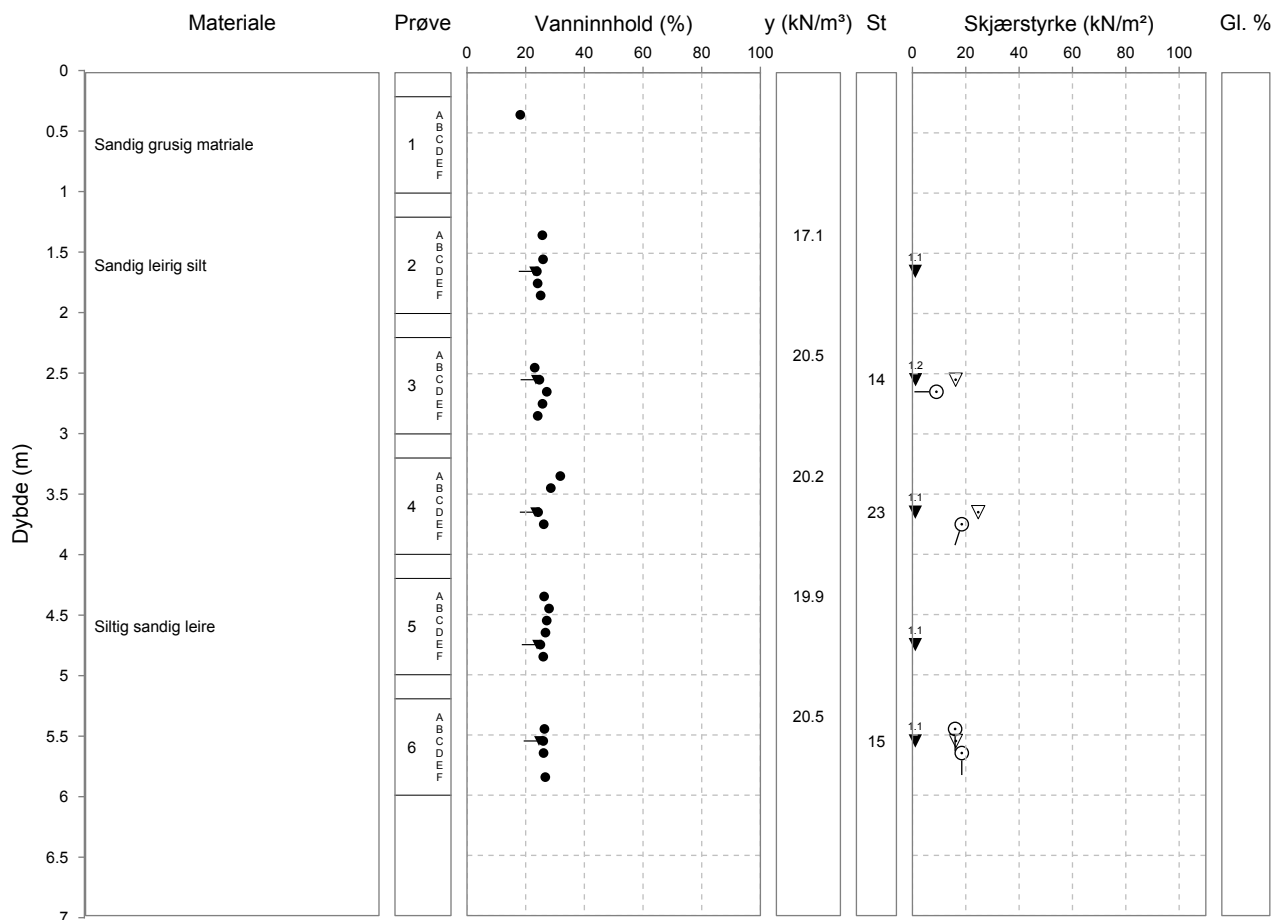 Materiale Prøve Vanninnhold (%) y (kN/m³) St Skjærstyrke (kN/m²) Gl. %
0 20 40 60 80 100 0 20 40 60 80 100
Dybde (m)
0
A
0.5 B
Sandig grusig matriale 1 C
D
E
1 F
A 17.1
1.5 B
Sandig leirig silt 2 C 1.1
D
E
2 F
A 20.5
2.5 B 1.2
3 C 14
D
E
3 F
A 20.2
3.5 B
4 C 1.1
D 23
E
4 F
A 19.9
4.5 B
Siltig sandig leire 5 C
D 1.1
E
5 F
A 20.5
5.5 B 1.1
6 C 15
D
E
6 F
6.5
7